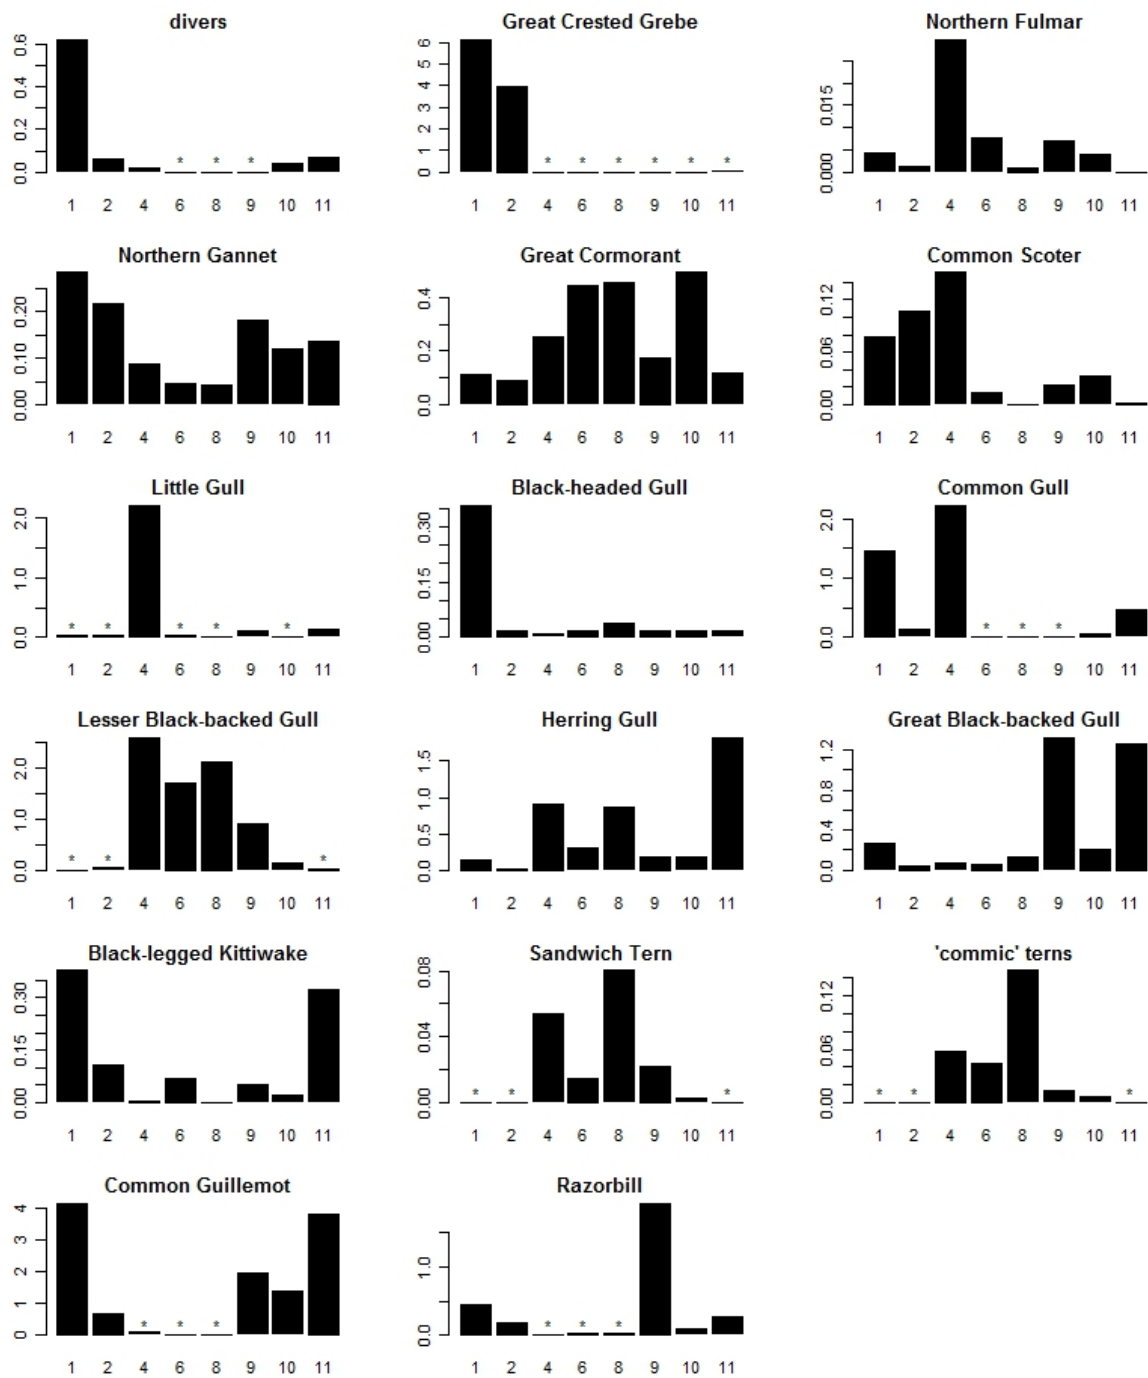 divers
0.0 0.2 0.4 0.6
* * *
1 2 4 6 8 9 10 11
Great Crested Grebe
0 1 2 3 4 5 6
* * * * * *
1 2 4 6 8 9 10 11
Northern Fulmar
0.000 0.015
1 2 4 6 8 9 10 11
Northern Gannet
0.00 0.10 0.20
1 2 4 6 8 9 10 11
Great Cormorant
0.0 0.2 0.4
1 2 4 6 8 9 10 11
Common Scoter
0.00 0.06 0.12
1 2 4 6 8 9 10 11
Little Gull
0.0 1.0 2.0
* * * * *
1 2 4 6 8 9 10 11
Black-headed Gull
0.00 0.15 0.30
1 2 4 6 8 9 10 11
Common Gull
0.0 1.0 2.0
* * *
1 2 4 6 8 9 10 11
Lesser Black-backed Gull
0.0 1.0 2.0
* * *
1 2 4 6 8 9 10 11
Herring Gull
0.0 0.5 1.0 1.5
1 2 4 6 8 9 10 11
Great Black-backed Gull
0.0 0.4 0.8 1.2
1 2 4 6 8 9 10 11
Black-legged Kittiwake
0.00 0.15 0.30
1 2 4 6 8 9 10 11
Sandwich Tern
0.00 0.04 0.08
* * *
1 2 4 6 8 9 10 11
'commic' terns
0.00 0.06 0.12
* * *
1 2 4 6 8 9 10 11
Common Guillemot
0 1 2 3 4
* * *
1 2 4 6 8 9 10 11
Razorbill
0.0 1.0
* * *
1 2 4 6 8 9 10 11